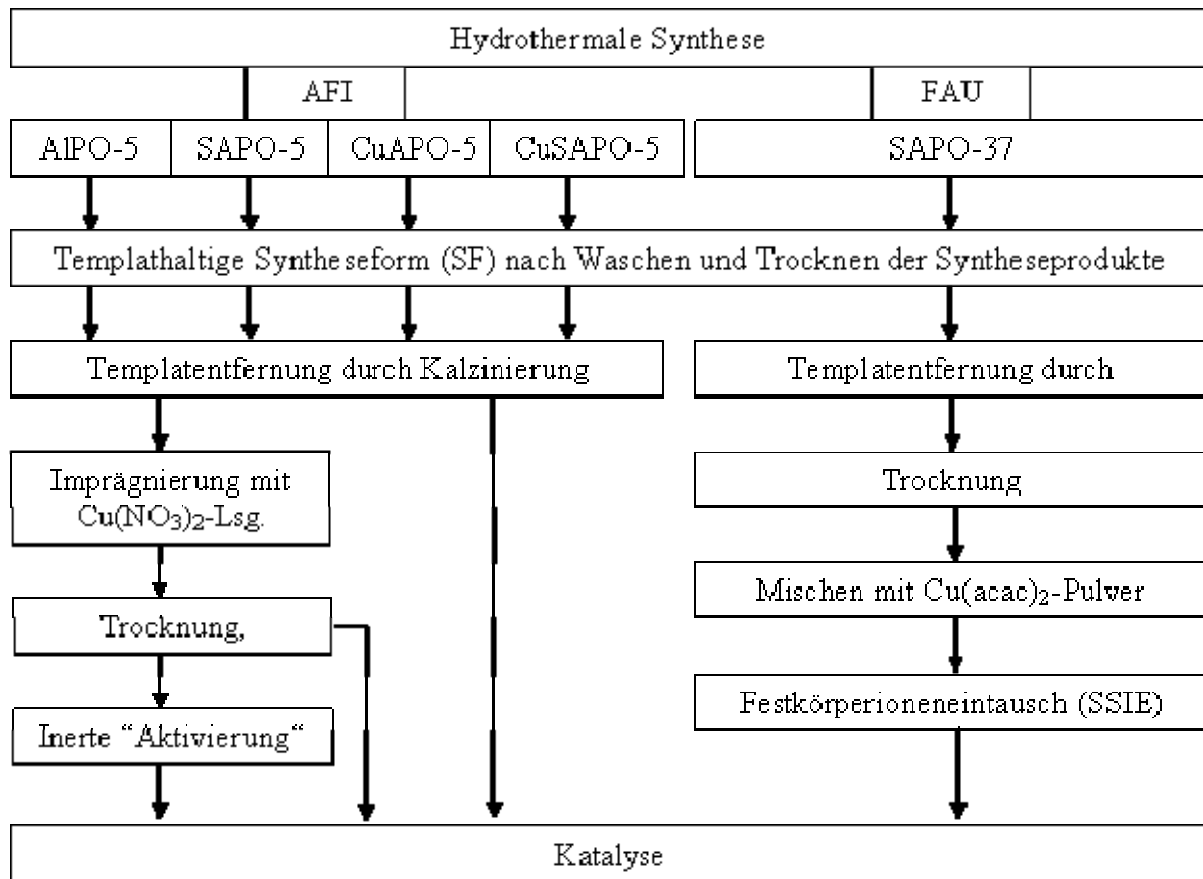 Hydrothermale Synthese
AFI
FAU
AlPO-5
SAPO-5
CuAPO-5
CuSAPO-5
SAPO-37
Templathaltige Syntheseform (SF) nach Waschen und Trocknen der Syntheseprodukte
Templatentfernung durch Kalzinierung
Templatentfernung durch
Imprägnierung mit
Cu(NO₃)₂-Lsg.
Trocknung
Mischen mit Cu(acac)₂-Pulver
Trocknung,
Festkörperioneneintausch (SSIE)
Inerte “Aktivierung“
Katalyse